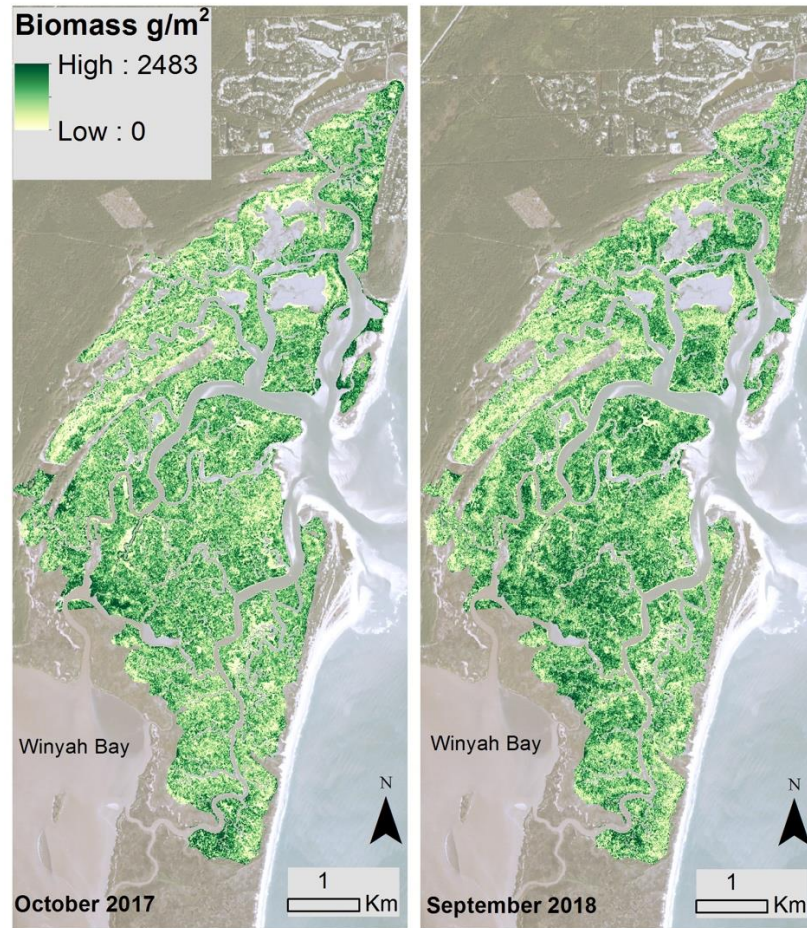 Biomass g/m²
High : 2483
Low : 0
Winyah Bay
N
October 2017
1
Km
Winyah Bay
N
September 2018
1
Km